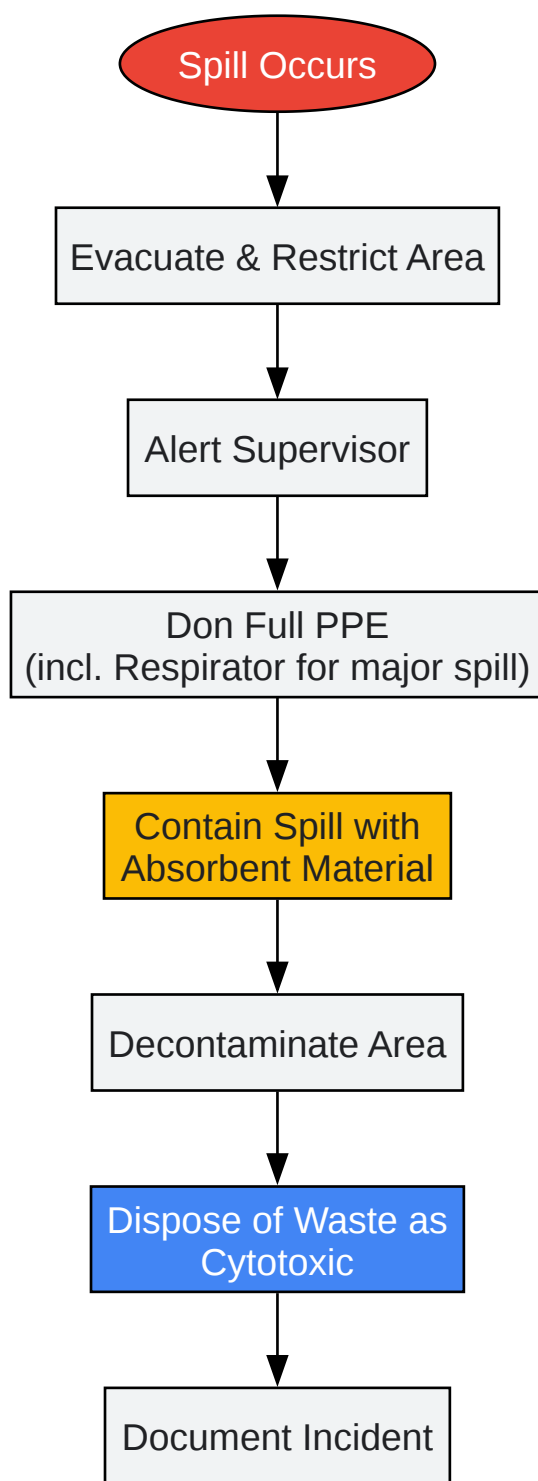 Spill Occurs
Evacuate & Restrict Area
Alert Supervisor
Don Full PPE
(incl. Respirator for major spill)
Contain Spill with
Absorbent Material
Decontaminate Area
Dispose of Waste as
Cytotoxic
Document Incident